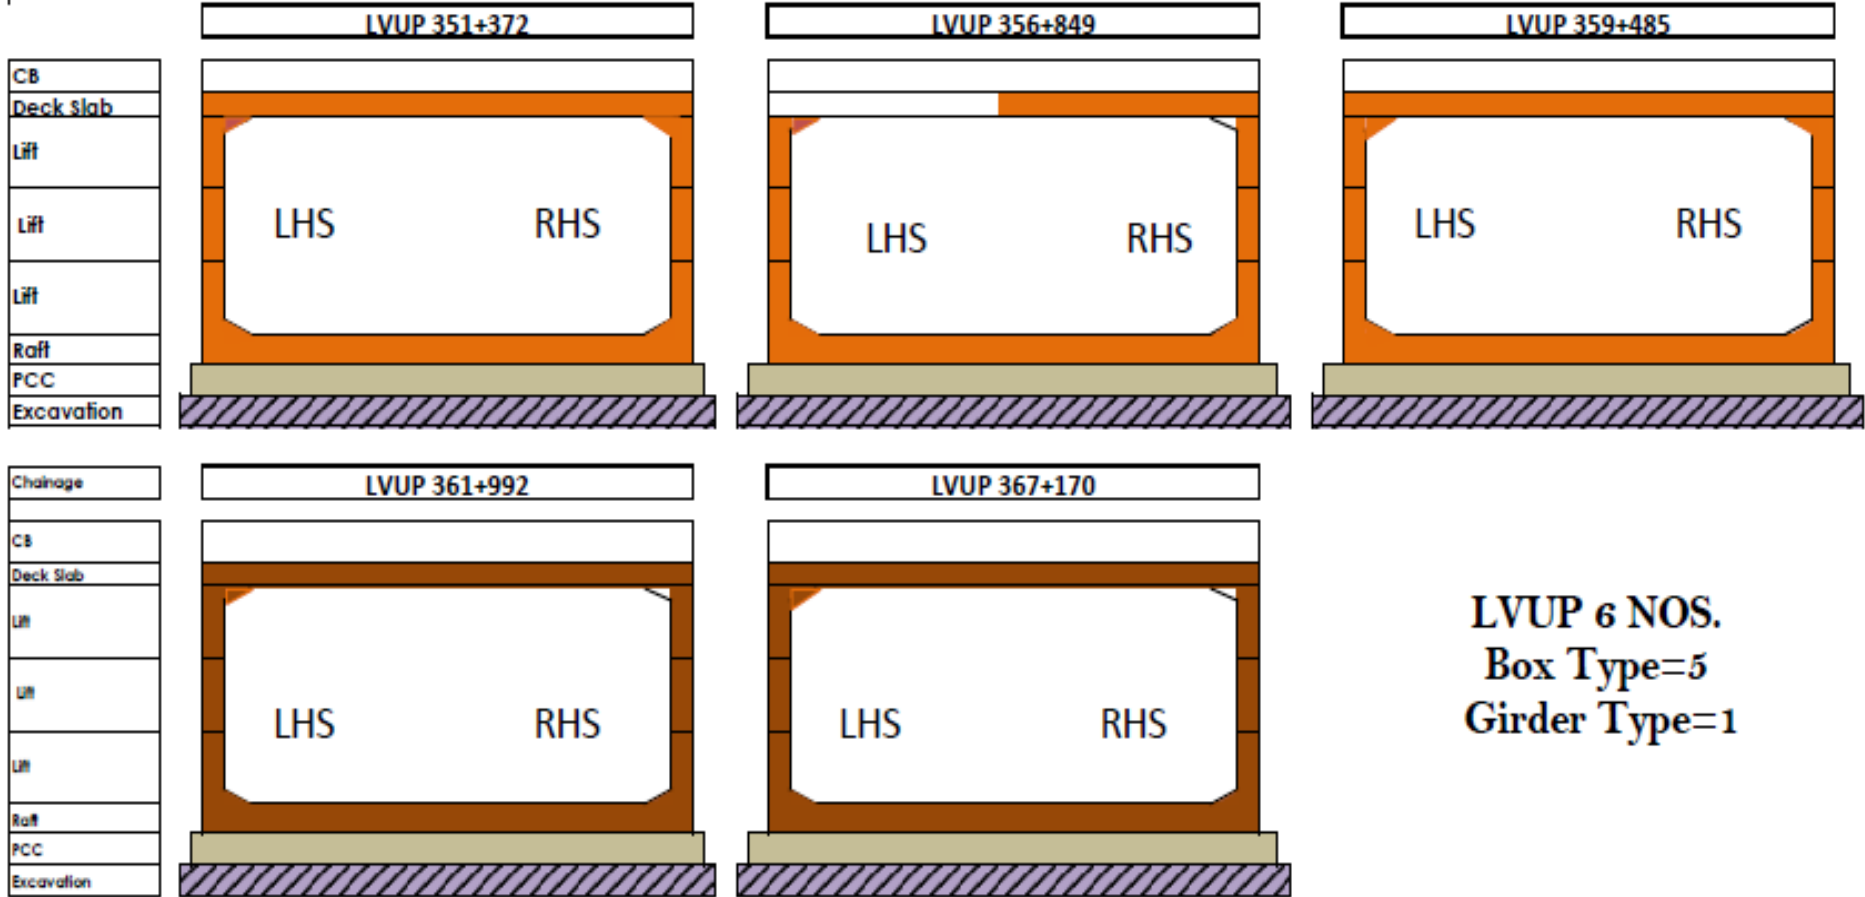 LVUP 351+372
LVUP 356+849
LVUP 359+485
CB
Deck Slab
Lift
Lift
Lift
Raft
PCC
Excavation
LHS RHS
LHS RHS
LHS RHS
Chainage
LVUP 361+992
LVUP 367+170
CB
Deck Slab
Lift
Lift
Lift
Raft
PCC
Excavation
LHS RHS
LHS RHS
LVUP 6 NOS.
Box Type=5
Girder Type=1